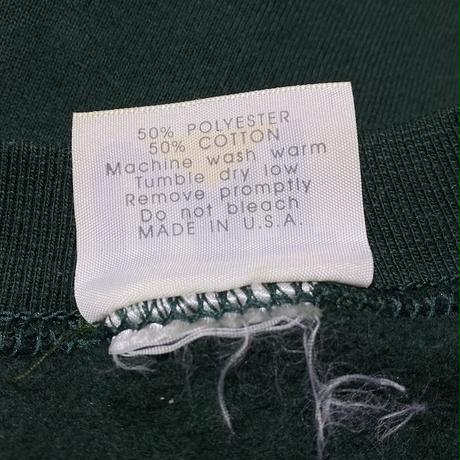 50% POLYESTER
50% COTTON
Machine wash warm
Tumble dry low
Remove promptly
Do not bleach
MADE IN U.S.A.